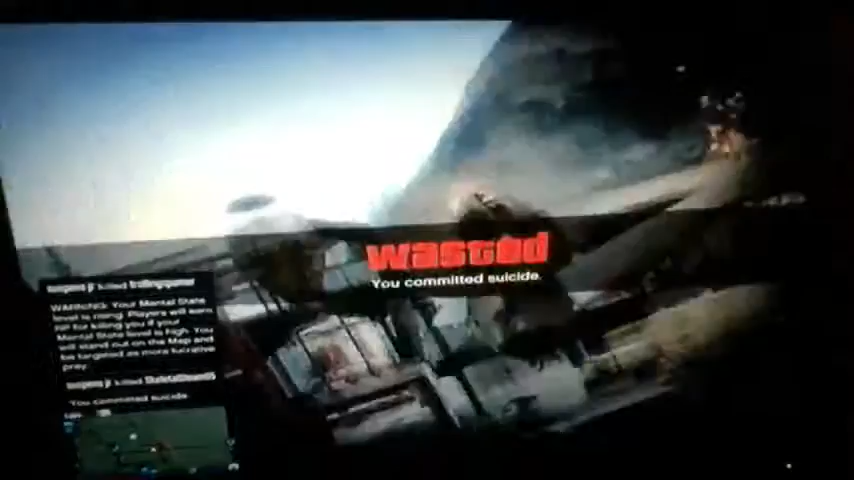 wasted
You committed suicide.
killed
WARNING: Your Mental State
level is rising. Players will earn
for killing you if your
Mental State level is high. You
will stand out on the Map and
be targeted as more lucrative
prey.
killed
You committed suicide.